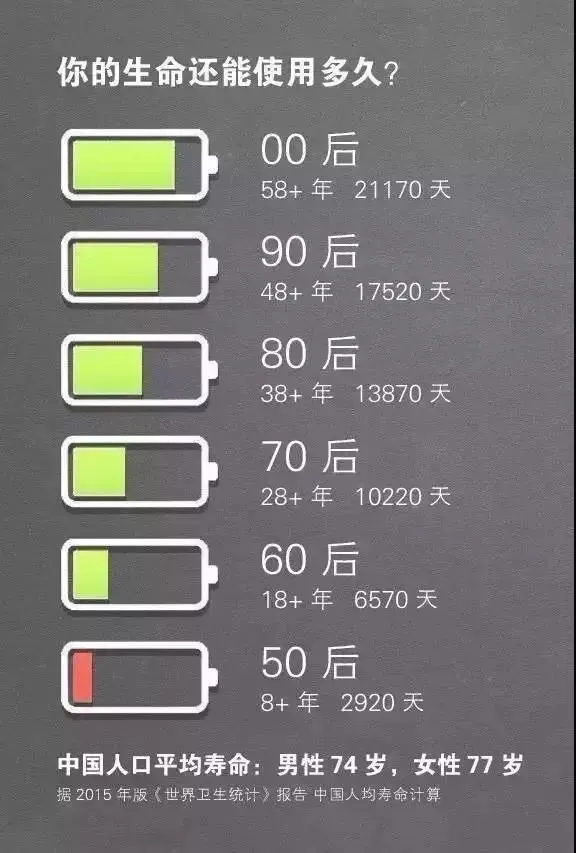 你的生命还能使用多久?
00 后
58+ 年 21170 天
90 后
48+ 年 17520 天
80 后
38+ 年 13870 天
70 后
28+ 年 10220 天
60 后
18+ 年 6570 天
50 后
8+ 年 2920 天
中国人口平均寿命：男性 74 岁，女性 77 岁
据 2015 年版《世界卫生统计》报告 中国人均寿命计算